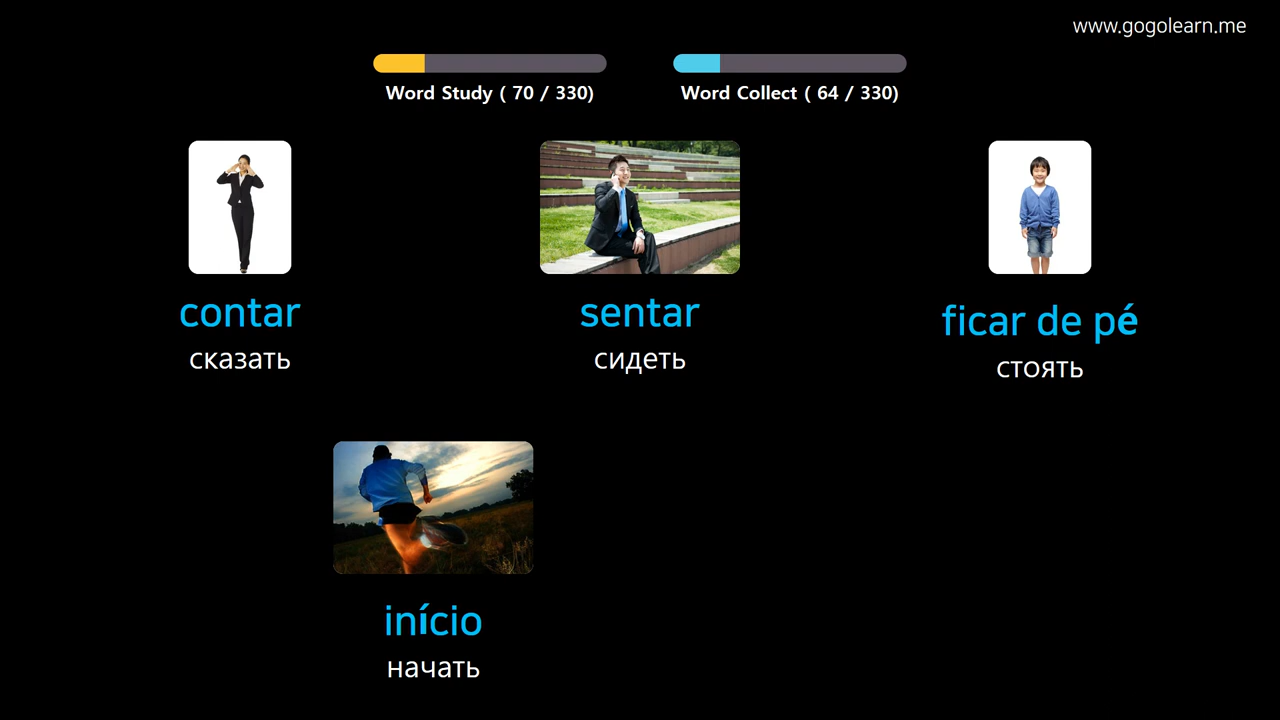 www.gogolearn.me
Word Study ( 70 / 330)
Word Collect ( 64 / 330)
contar
сказать
sentar
сидеть
ficar de pé
стоять
início
начать